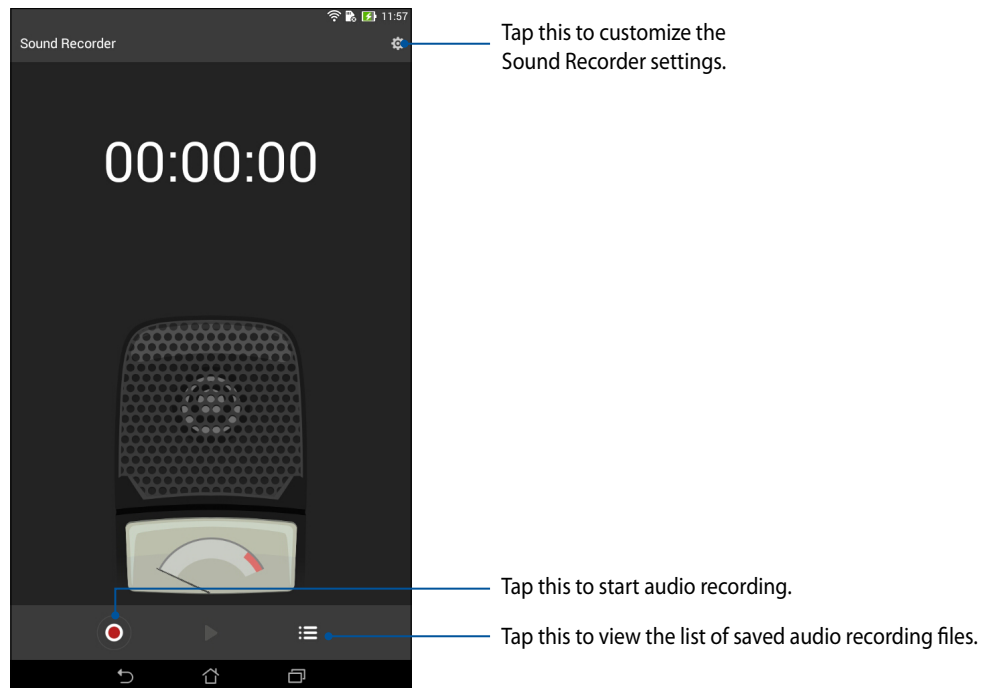 11:57
Sound Recorder
Tap this to customize the
Sound Recorder settings.
00:00:00
Tap this to start audio recording.
Tap this to view the list of saved audio recording files.